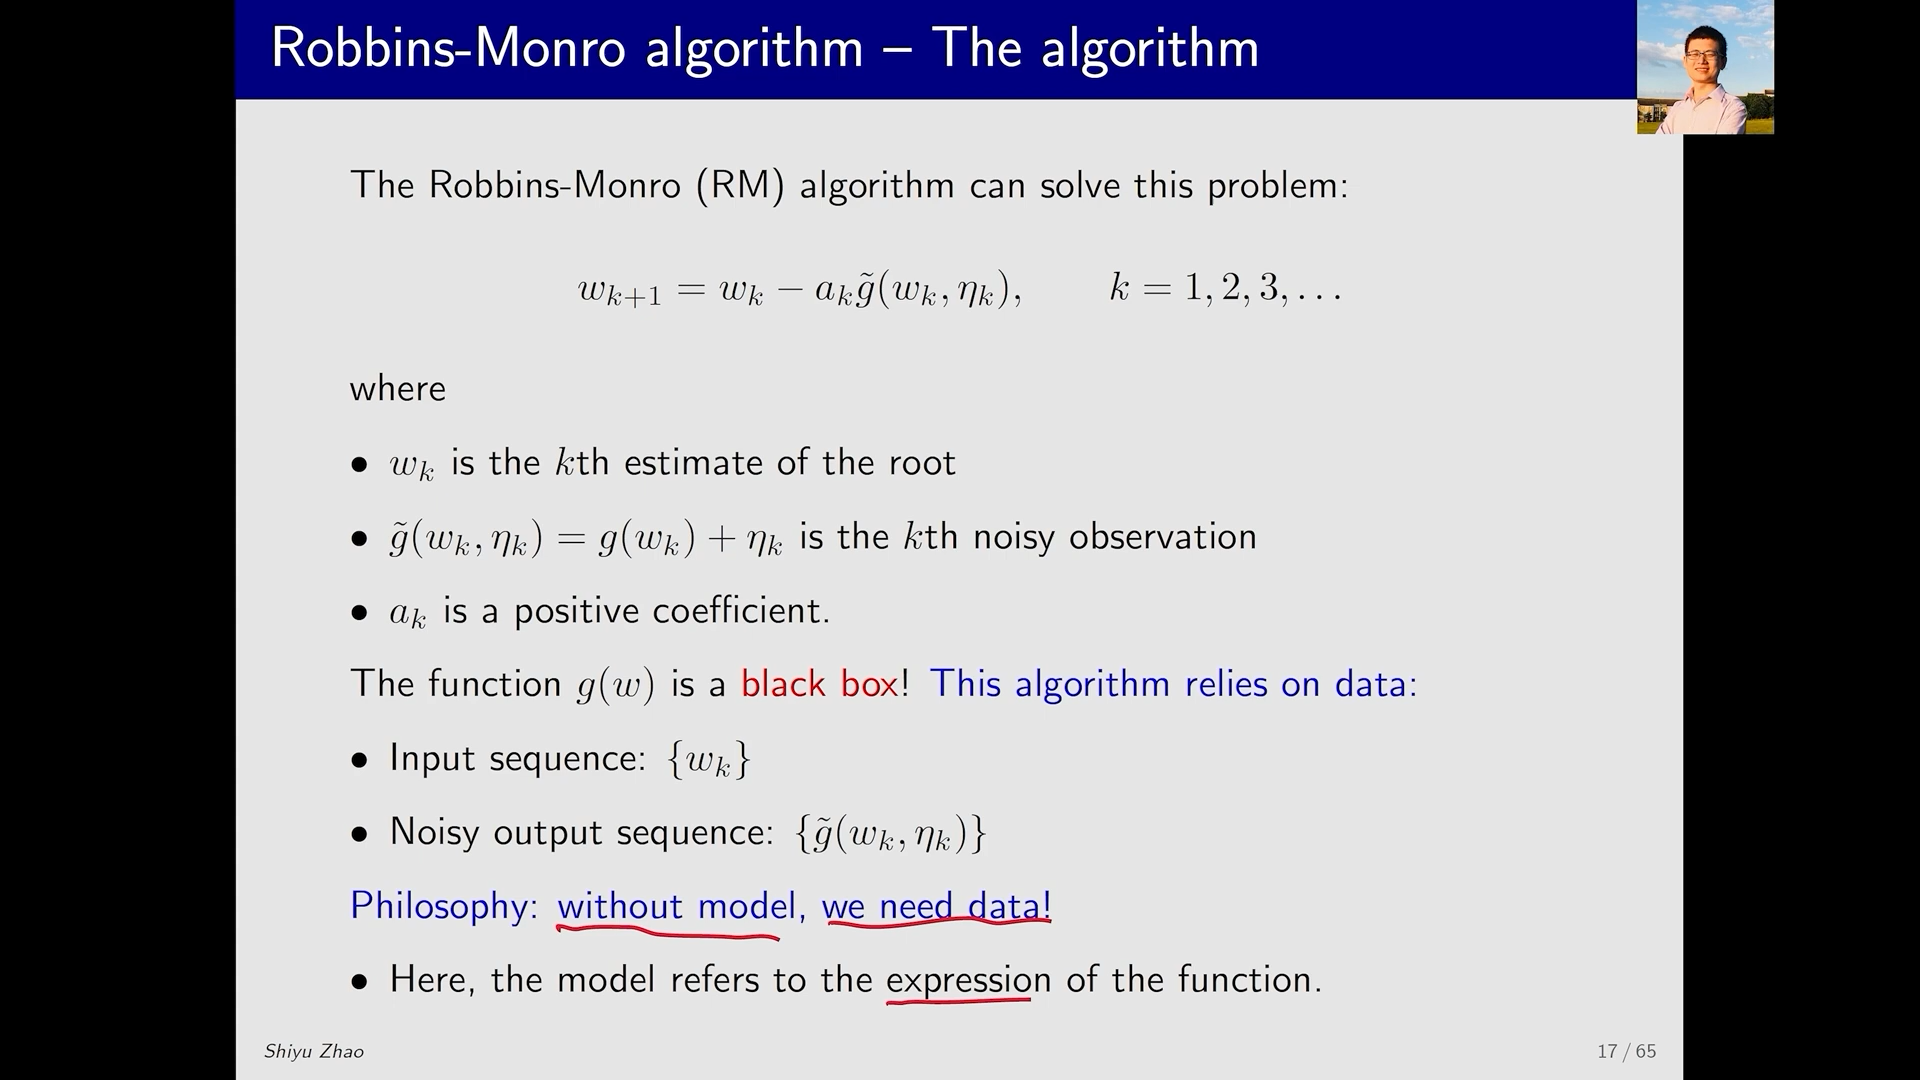 Robbins-Monro algorithm – The algorithm
The Robbins-Monro (RM) algorithm can solve this problem:
w_{k+1} = w_k − a_k g̃(w_k, η_k), k = 1, 2, 3, . . .
where
• w_k is the kth estimate of the root
• g̃(w_k, η_k) = g(w_k) + η_k is the kth noisy observation
• a_k is a positive coefficient.
The function g(w) is a black box! This algorithm relies on data:
• Input sequence: {w_k}
• Noisy output sequence: {g̃(w_k, η_k)}
Philosophy: without model, we need data!
• Here, the model refers to the expression of the function.
Shiyu Zhao 17 / 65